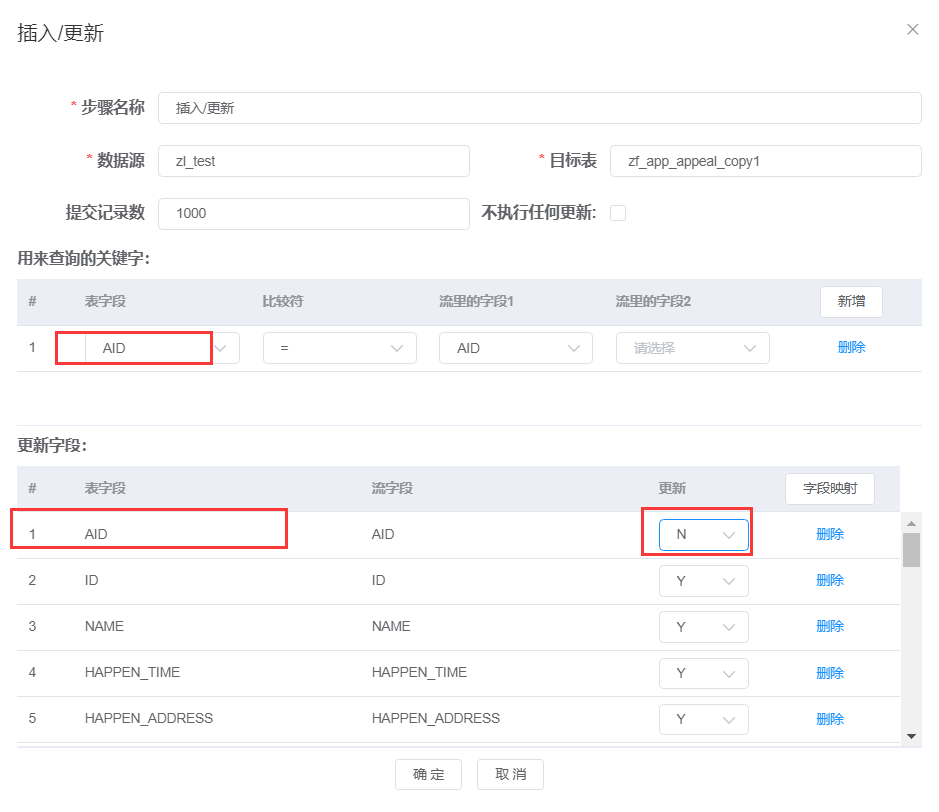 插入/更新
* 步骤名称 插入/更新
* 数据源 zl_test * 目标表 zf_app_appeal_copy1
提交记录数 1000 不执行任何更新:
用来查询的关键字:
# 表字段 比较符 流里的字段1 流里的字段2 新增
1 AID = AID 请选择 删除
更新字段:
# 表字段 流字段 更新 字段映射
1 AID AID N 删除
2 ID ID Y 删除
3 NAME NAME Y 删除
4 HAPPEN_TIME HAPPEN_TIME Y 删除
5 HAPPEN_ADDRESS HAPPEN_ADDRESS Y 删除
确 定 取 消